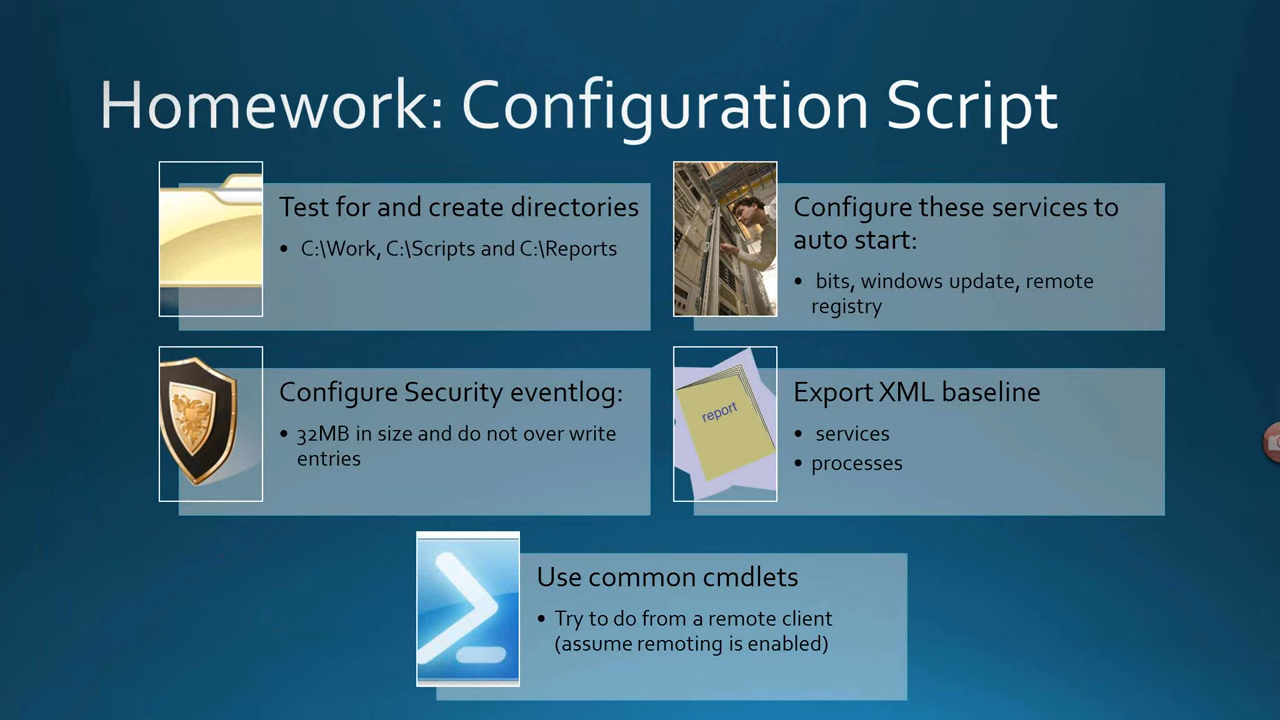 Homework: Configuration Script
Test for and create directories
• C:\Work, C:\Scripts and C:\Reports
Configure these services to
auto start:
• bits, windows update, remote
registry
Configure Security eventlog:
• 32MB in size and do not over write
entries
report
Export XML baseline
• services
• processes
Use common cmdlets
• Try to do from a remote client
(assume remoting is enabled)